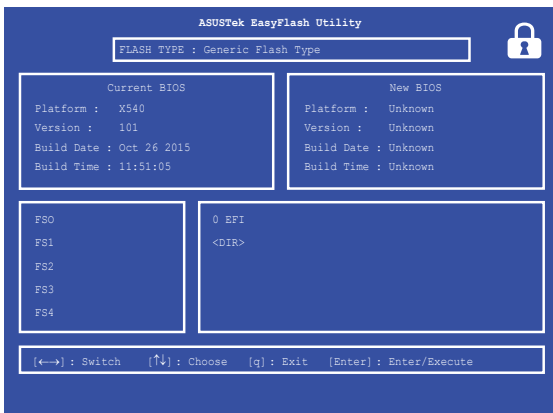 ASUSTek EasyFlash Utility
FLASH TYPE : Generic Flash Type
Current BIOS
Platform : X540
Version : 101
Build Date : Oct 26 2015
Build Time : 11:51:05
New BIOS
Platform : Unknown
Version : Unknown
Build Date : Unknown
Build Time : Unknown
FS0
FS1
FS2
FS3
FS4
0 EFI
<DIR>
[←→] : Switch [↑↓] : Choose [q] : Exit [Enter] : Enter/Execute